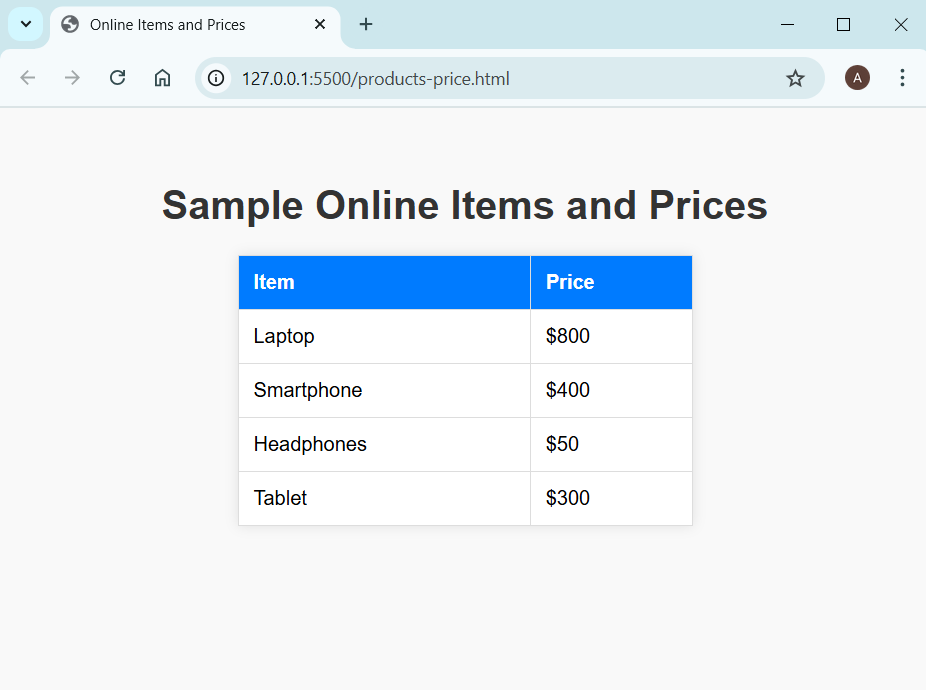 Online Items and Prices
127.0.0.1:5500/products-price.html
A
Sample Online Items and Prices
Item Price
Laptop $800
Smartphone $400
Headphones $50
Tablet $300